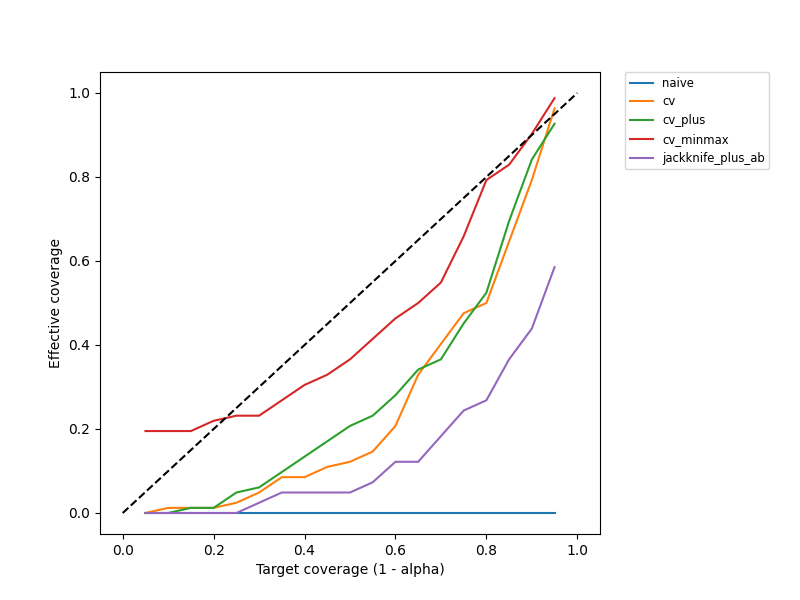 naive
cv
cv_plus
cv_minmax
jackknife_plus_ab
1.0
0.8
0.6
0.4
0.2
0.0
Effective coverage
0.0 0.2 0.4 0.6 0.8 1.0
Target coverage (1 - alpha)